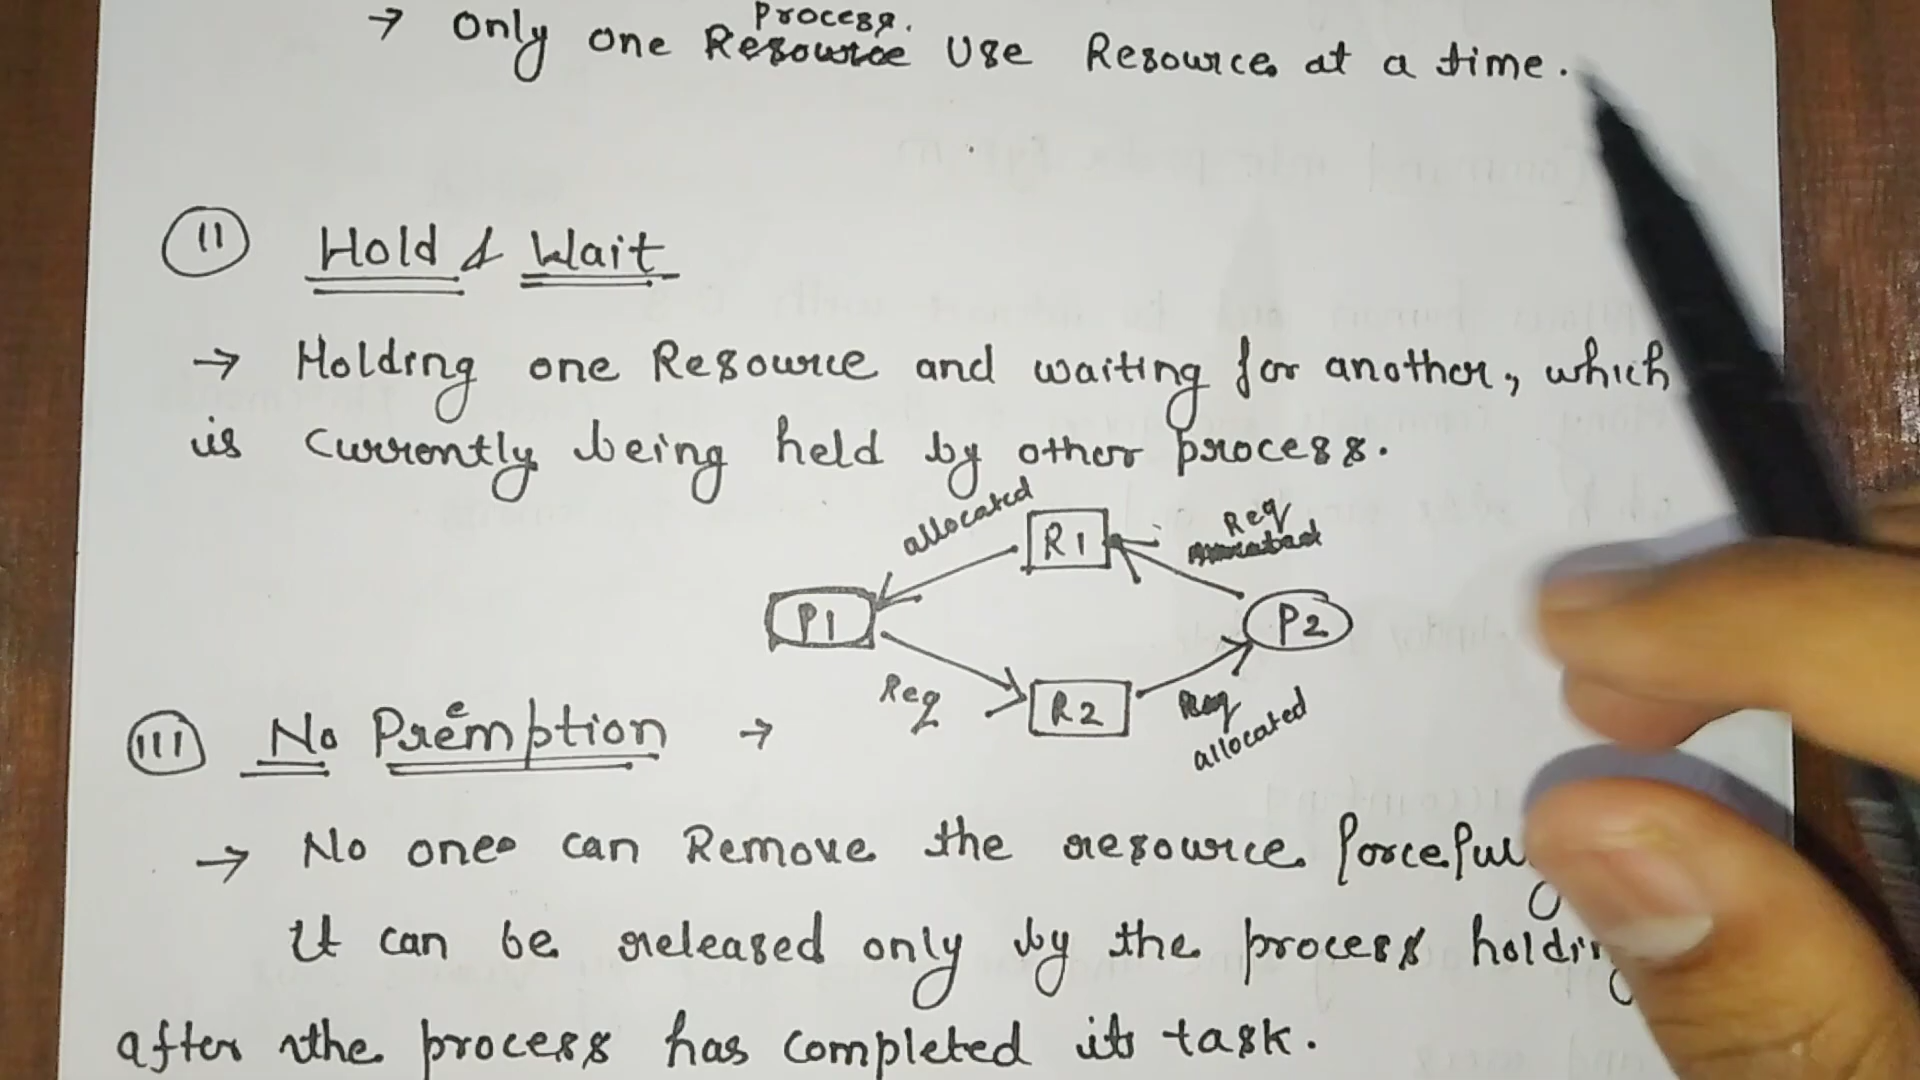 Process.
→ Only one Resource Use Resource at a time.
II Hold & Wait
→ Holding one Resource and waiting for another, which
is currently being held by other process.
allocated R1 Req
P1 P2
Req R2 Req
allocated
III No Preemption →
→ No one can Remove the resource
It can be released only by the process
after the process has completed its task.